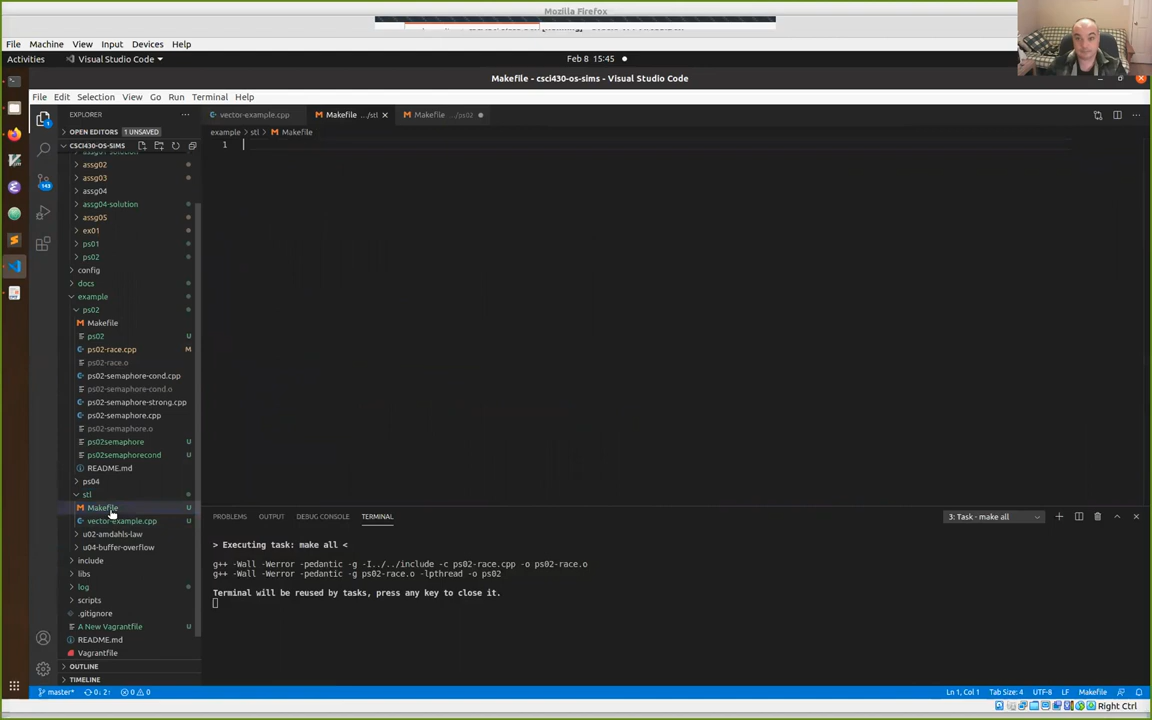 Mozilla Firefox
File Machine View Input Devices Help
Activities Visual Studio Code Feb 8 15:45
Makefile - csci430-os-sims - Visual Studio Code
File Edit Selection View Go Run Terminal Help
EXPLORER
vector-example.cpp Makefile .../stl Makefile .../ps02
OPEN EDITORS 1 UNSAVED
example > stl > Makefile
CSCI430-OS-SIMS
1
assg02
assg03
assg04
assg04-solution
assg05
ex01
ps01
ps02
config
docs
example
ps02
Makefile
ps02 U
ps02-race.cpp M
ps02-race.o
ps02-semaphore-cond.cpp
ps02-semaphore-cond.o
ps02-semaphore-strong.cpp
ps02-semaphore.cpp
ps02-semaphore.o
ps02semaphore U
ps02semaphorecond U
README.md
ps04
stl
Makefile U
vector-example.cpp U
u02-amdahls-law
u04-buffer-overflow
include
libs
log
scripts
.gitignore
A New Vagrantfile U
README.md
Vagrantfile
OUTLINE
TIMELINE
1
143
PROBLEMS OUTPUT DEBUG CONSOLE TERMINAL 3: Task - make all
> Executing task: make all <
g++ -Wall -Werror -pedantic -g -I../../include -c ps02-race.cpp -o ps02-race.o
g++ -Wall -Werror -pedantic -g ps02-race.o -lpthread -o ps02
Terminal will be reused by tasks, press any key to close it.
master* 0↓ 2↑ 0 0 Ln 1, Col 1 Tab Size: 4 UTF-8 LF Makefile
Right Ctrl